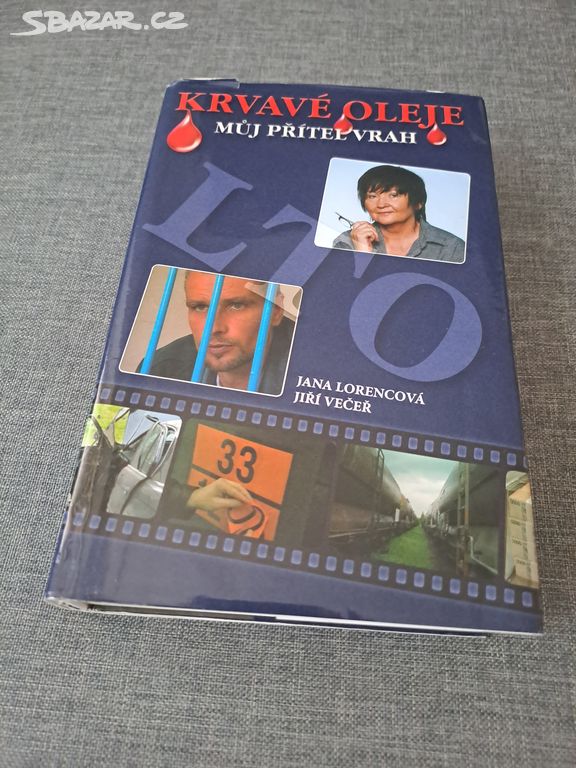 SBAZAR.CZ
KRVAVÉ OLEJE
MŮJ PŘÍTEL VRAH
LTO
JANA LORENCOVÁ
JIŘÍ VEČEŘ
33